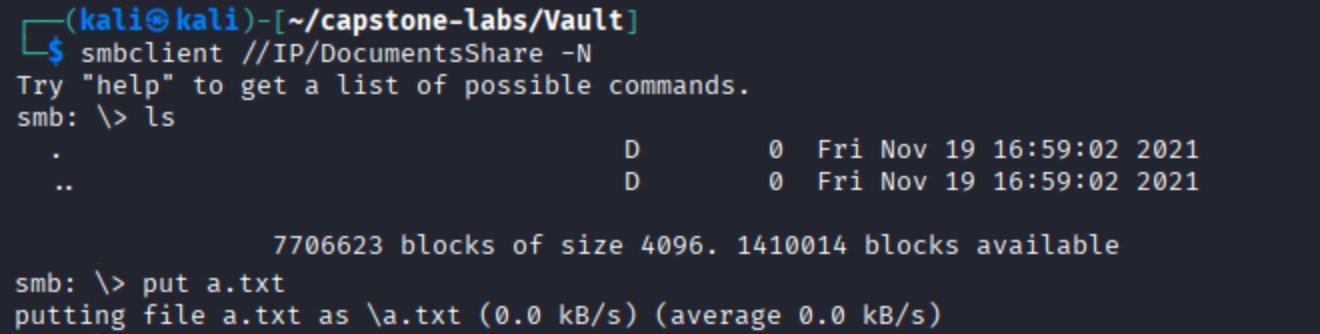 ┌──(kali㉿kali)-[~/capstone-labs/Vault]
└─$ smbclient //IP/DocumentsShare -N
Try "help" to get a list of possible commands.
smb: \> ls
  .                                   D        0  Fri Nov 19 16:59:02 2021
  ..                                  D        0  Fri Nov 19 16:59:02 2021
                7706623 blocks of size 4096. 1410014 blocks available
smb: \> put a.txt
putting file a.txt as \a.txt (0.0 kB/s) (average 0.0 kB/s)